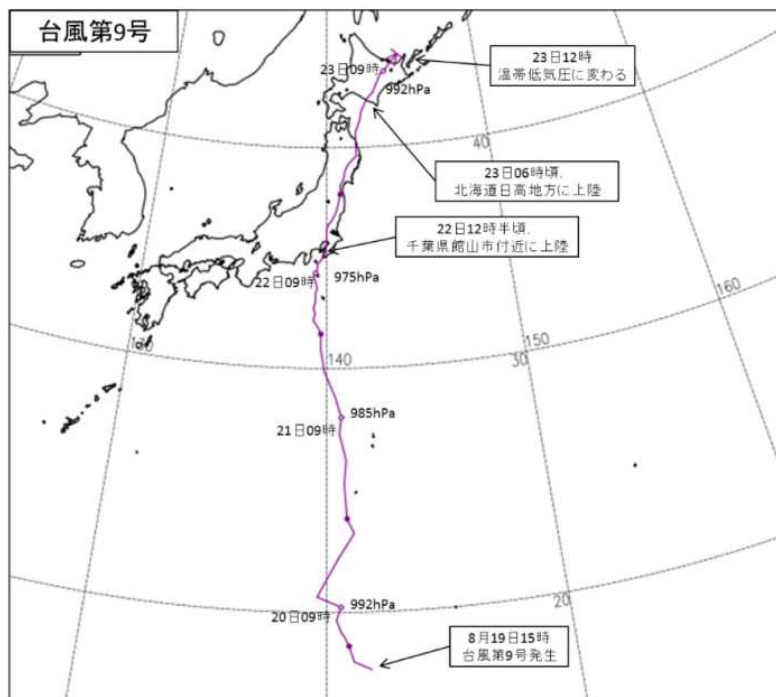 台風第9号
23日12時
温帯低気圧に変わる
23日09時
992hPa
40
23日06時頃、
北海道日高地方に上陸
22日12時半頃、
千葉県館山市付近に上陸
22日09時
975hPa
160
130
140
30
150
985hPa
21日09時
992hPa
20日09時
20
8月19日15時
台風第9号発生